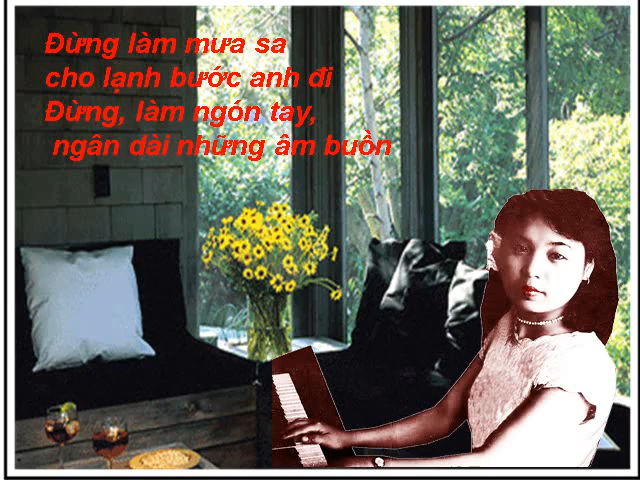 Đừng làm mưa sa
cho lạnh bước anh đi
Đừng, làm ngón tay,
ngân dài những âm buồn